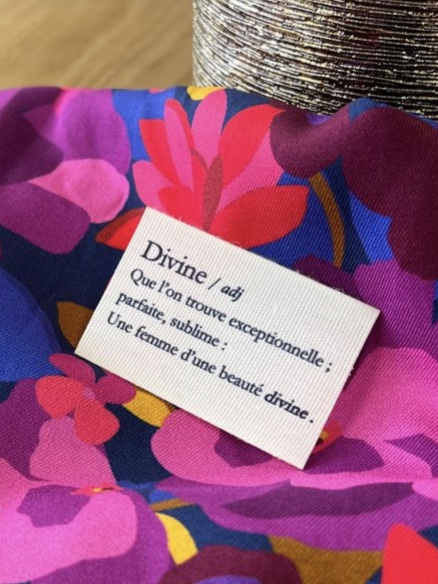 Divine / adj
Que l'on trouve exceptionnelle ;
parfaite, sublime :
Une femme d'une beauté divine.